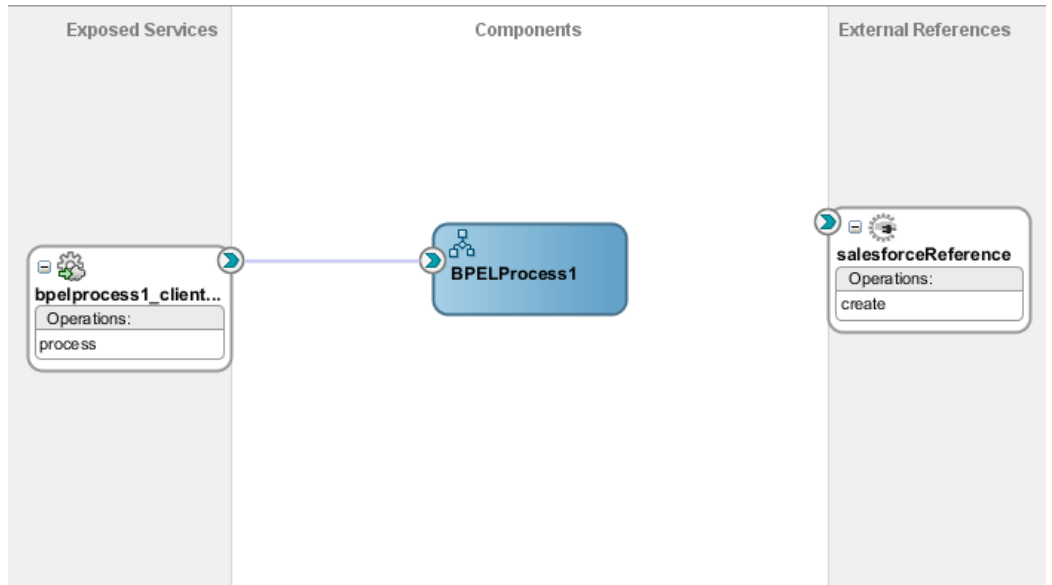 Exposed Services
Components
External References
bpelprocess1_client...
Operations:
process
BPELProcess1
salesforceReference
Operations:
create